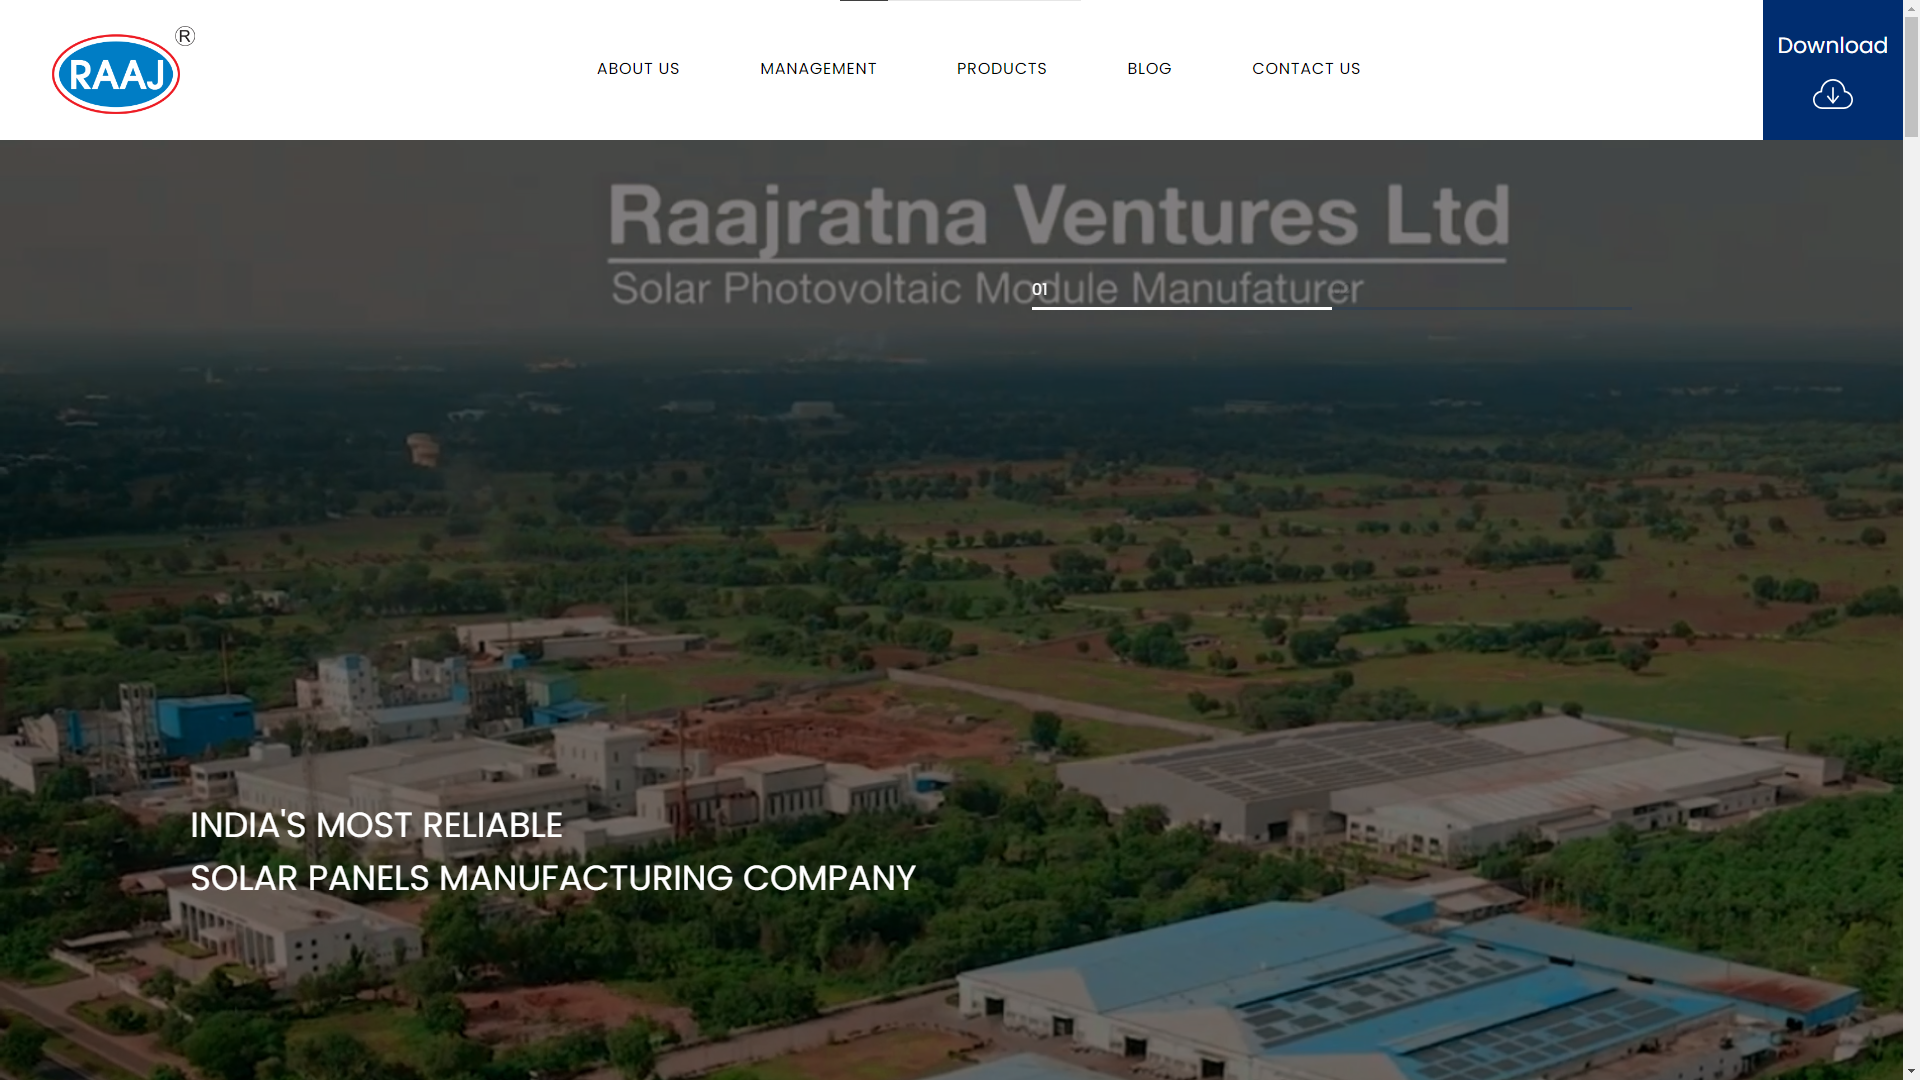 RAAJ ®
ABOUT US
MANAGEMENT
PRODUCTS
BLOG
CONTACT US
Download
Raajratna Ventures Ltd
Solar Photovoltaic Module Manufaturer
01
INDIA'S MOST RELIABLE
SOLAR PANELS MANUFACTURING COMPANY